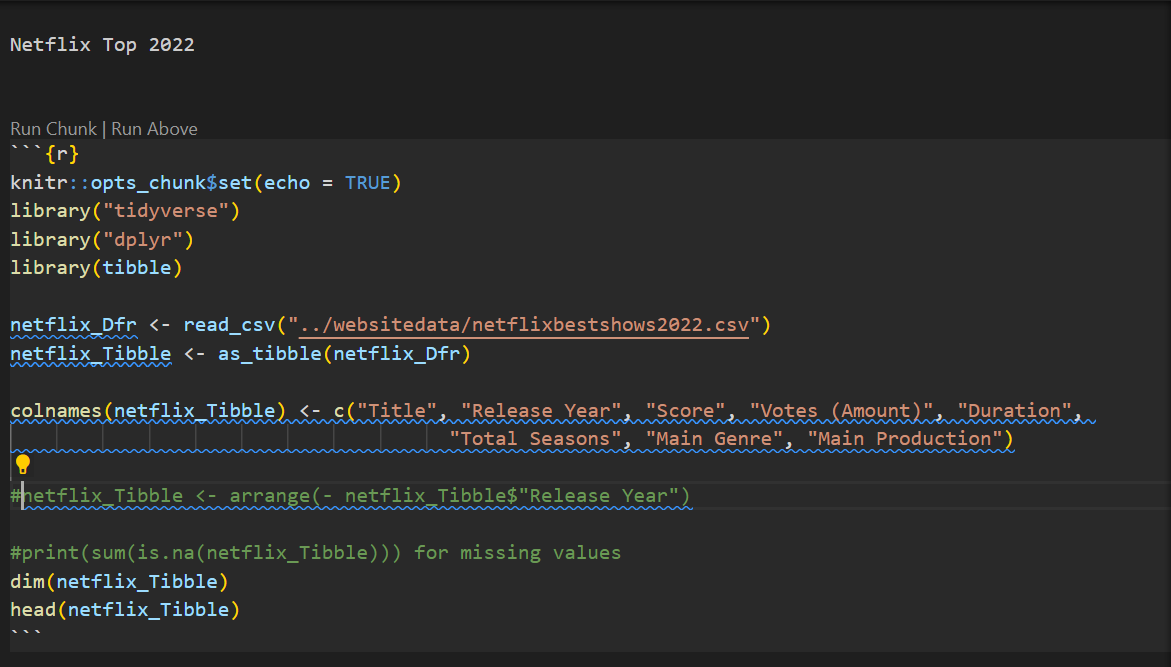 Netflix Top 2022
Run Chunk | Run Above
```{r}
knitr::opts_chunk$set(echo = TRUE)
library("tidyverse")
library("dplyr")
library(tibble)
netflix_Dfr <- read_csv("../websitedata/netflixbestshows2022.csv")
netflix_Tibble <- as_tibble(netflix_Dfr)
colnames(netflix_Tibble) <- c("Title", "Release Year", "Score", "Votes (Amount)", "Duration",
"Total Seasons", "Main Genre", "Main Production")
#netflix_Tibble <- arrange(- netflix_Tibble$"Release Year")
#print(sum(is.na(netflix_Tibble))) for missing values
dim(netflix_Tibble)
head(netflix_Tibble)
```